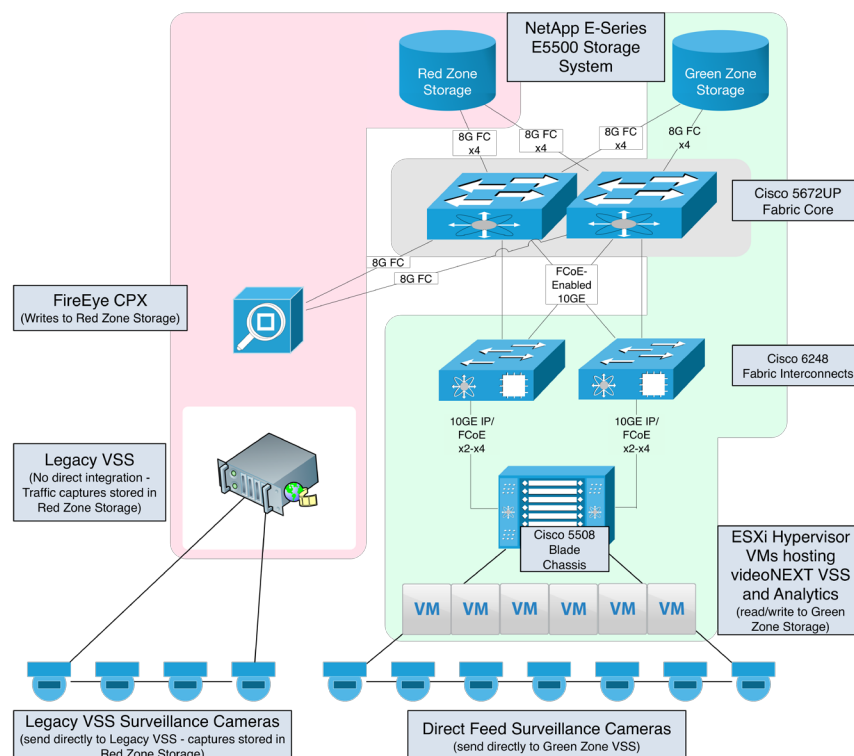 NetApp E-Series
E5500 Storage
System
Red Zone
Storage
Green Zone
Storage
8G FC
x4
8G FC
x4
8G FC
x4
8G FC
x4
Cisco 5672UP
Fabric Core
8G FC
8G FC
FCoE-
Enabled
10GE
FireEye CPX
(Writes to Red Zone Storage)
Cisco 6248
Fabric Interconnects
10GE IP/
FCoE
x2-x4
10GE IP/
FCoE
x2-x4
Legacy VSS
(No direct integration -
Traffic captures stored in
Red Zone Storage)
Cisco 5508
Blade
Chassis
ESXi Hypervisor
VMs hosting
videoNEXT VSS
and Analytics
(read/write to Green
Zone Storage)
VM VM VM VM VM VM
Legacy VSS Surveillance Cameras
(send directly to Legacy VSS - captures stored in
Red Zone Storage)
Direct Feed Surveillance Cameras
(send directly to Green Zone VSS)